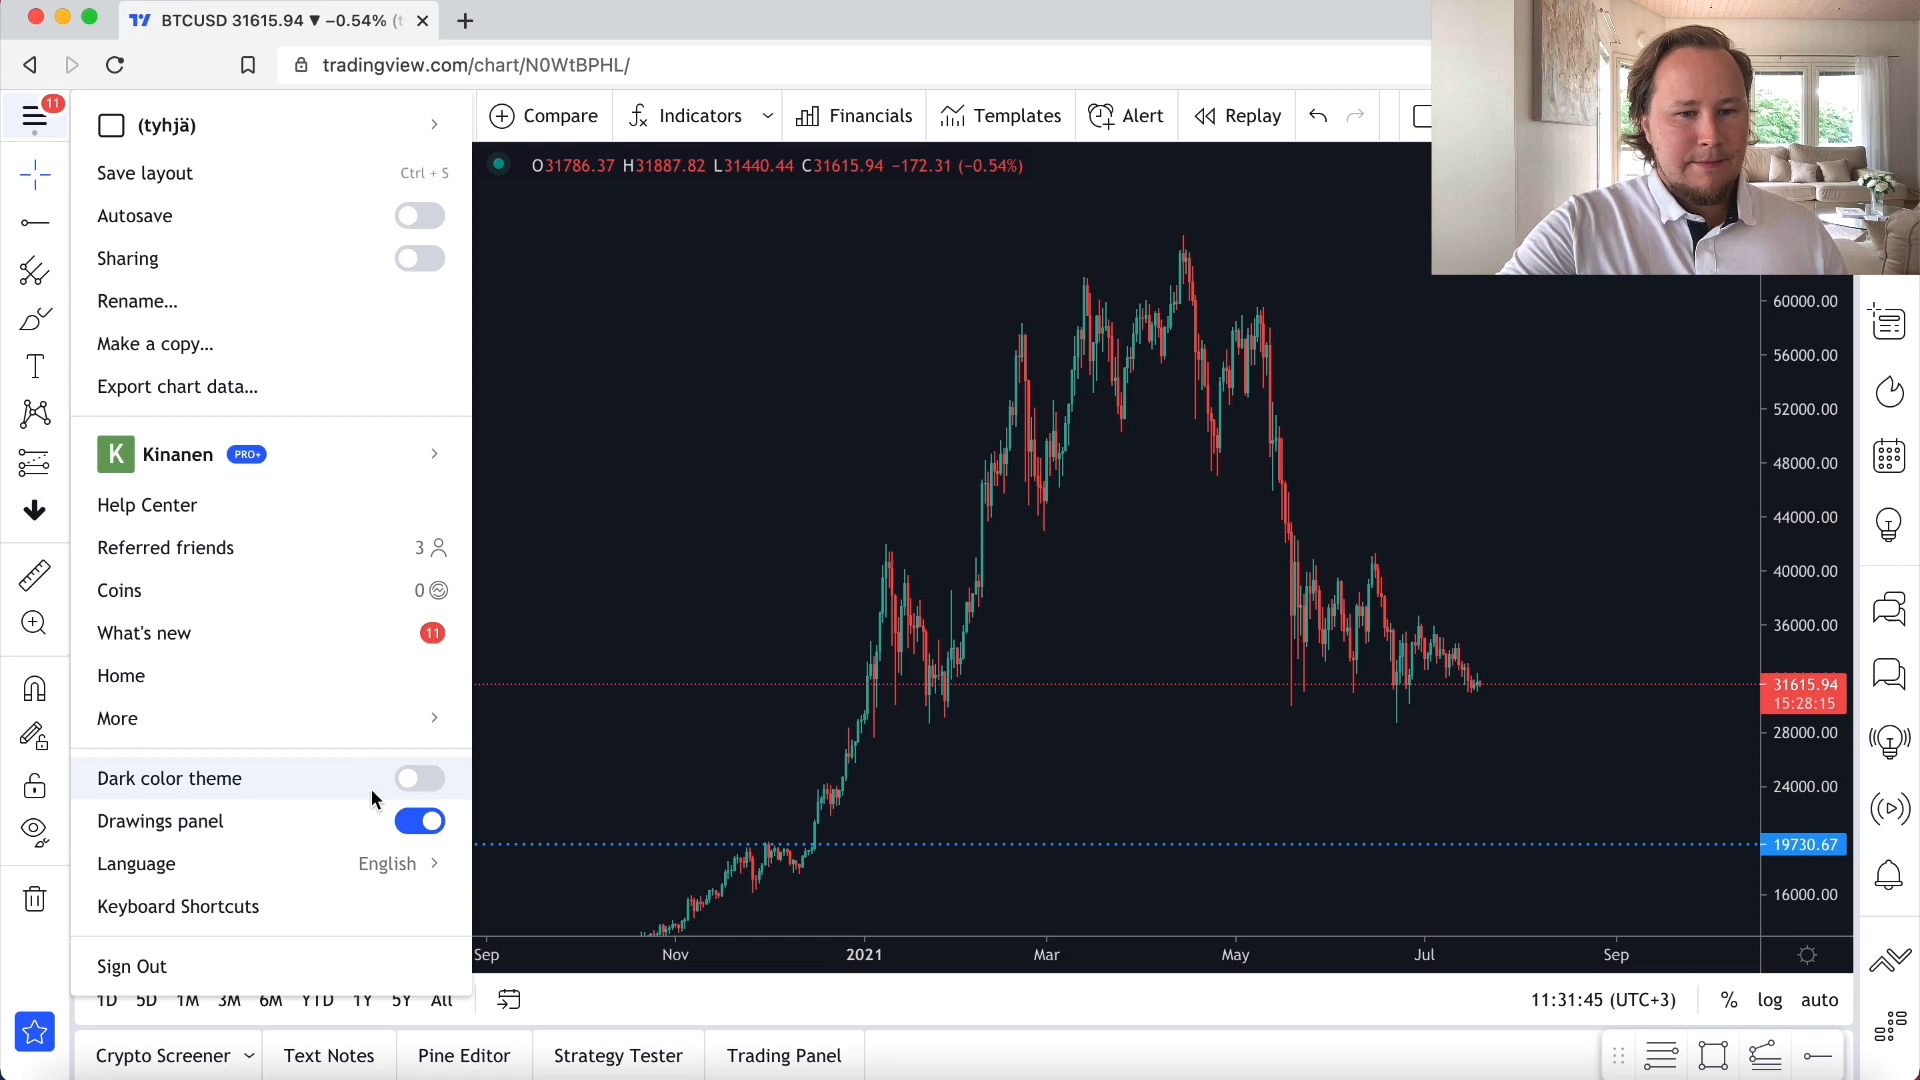 BTCUSD 31615.94 ▼ −0.54% (
tradingview.com/chart/N0WtBPHL/
11
(tyhjä)
Compare
Indicators
Financials
Templates
Alert
Replay
Save layout
Ctrl + S
O31786.37 H31887.82 L31440.44 C31615.94 −172.31 (−0.54%)
Autosave
Sharing
Rename...
Make a copy...
Export chart data...
K
Kinanen
PRO+
Help Center
Referred friends
3
Coins
0
What's new
11
Home
More
Dark color theme
Drawings panel
Language
English
Keyboard Shortcuts
Sign Out
60000.00
56000.00
52000.00
48000.00
44000.00
40000.00
36000.00
31615.94
15:28:15
28000.00
24000.00
19730.67
16000.00
Sep
Nov
2021
Mar
May
Jul
Sep
1D
5D
1M
3M
6M
YTD
1Y
5Y
All
11:31:45 (UTC+3)
%
log
auto
Crypto Screener
Text Notes
Pine Editor
Strategy Tester
Trading Panel